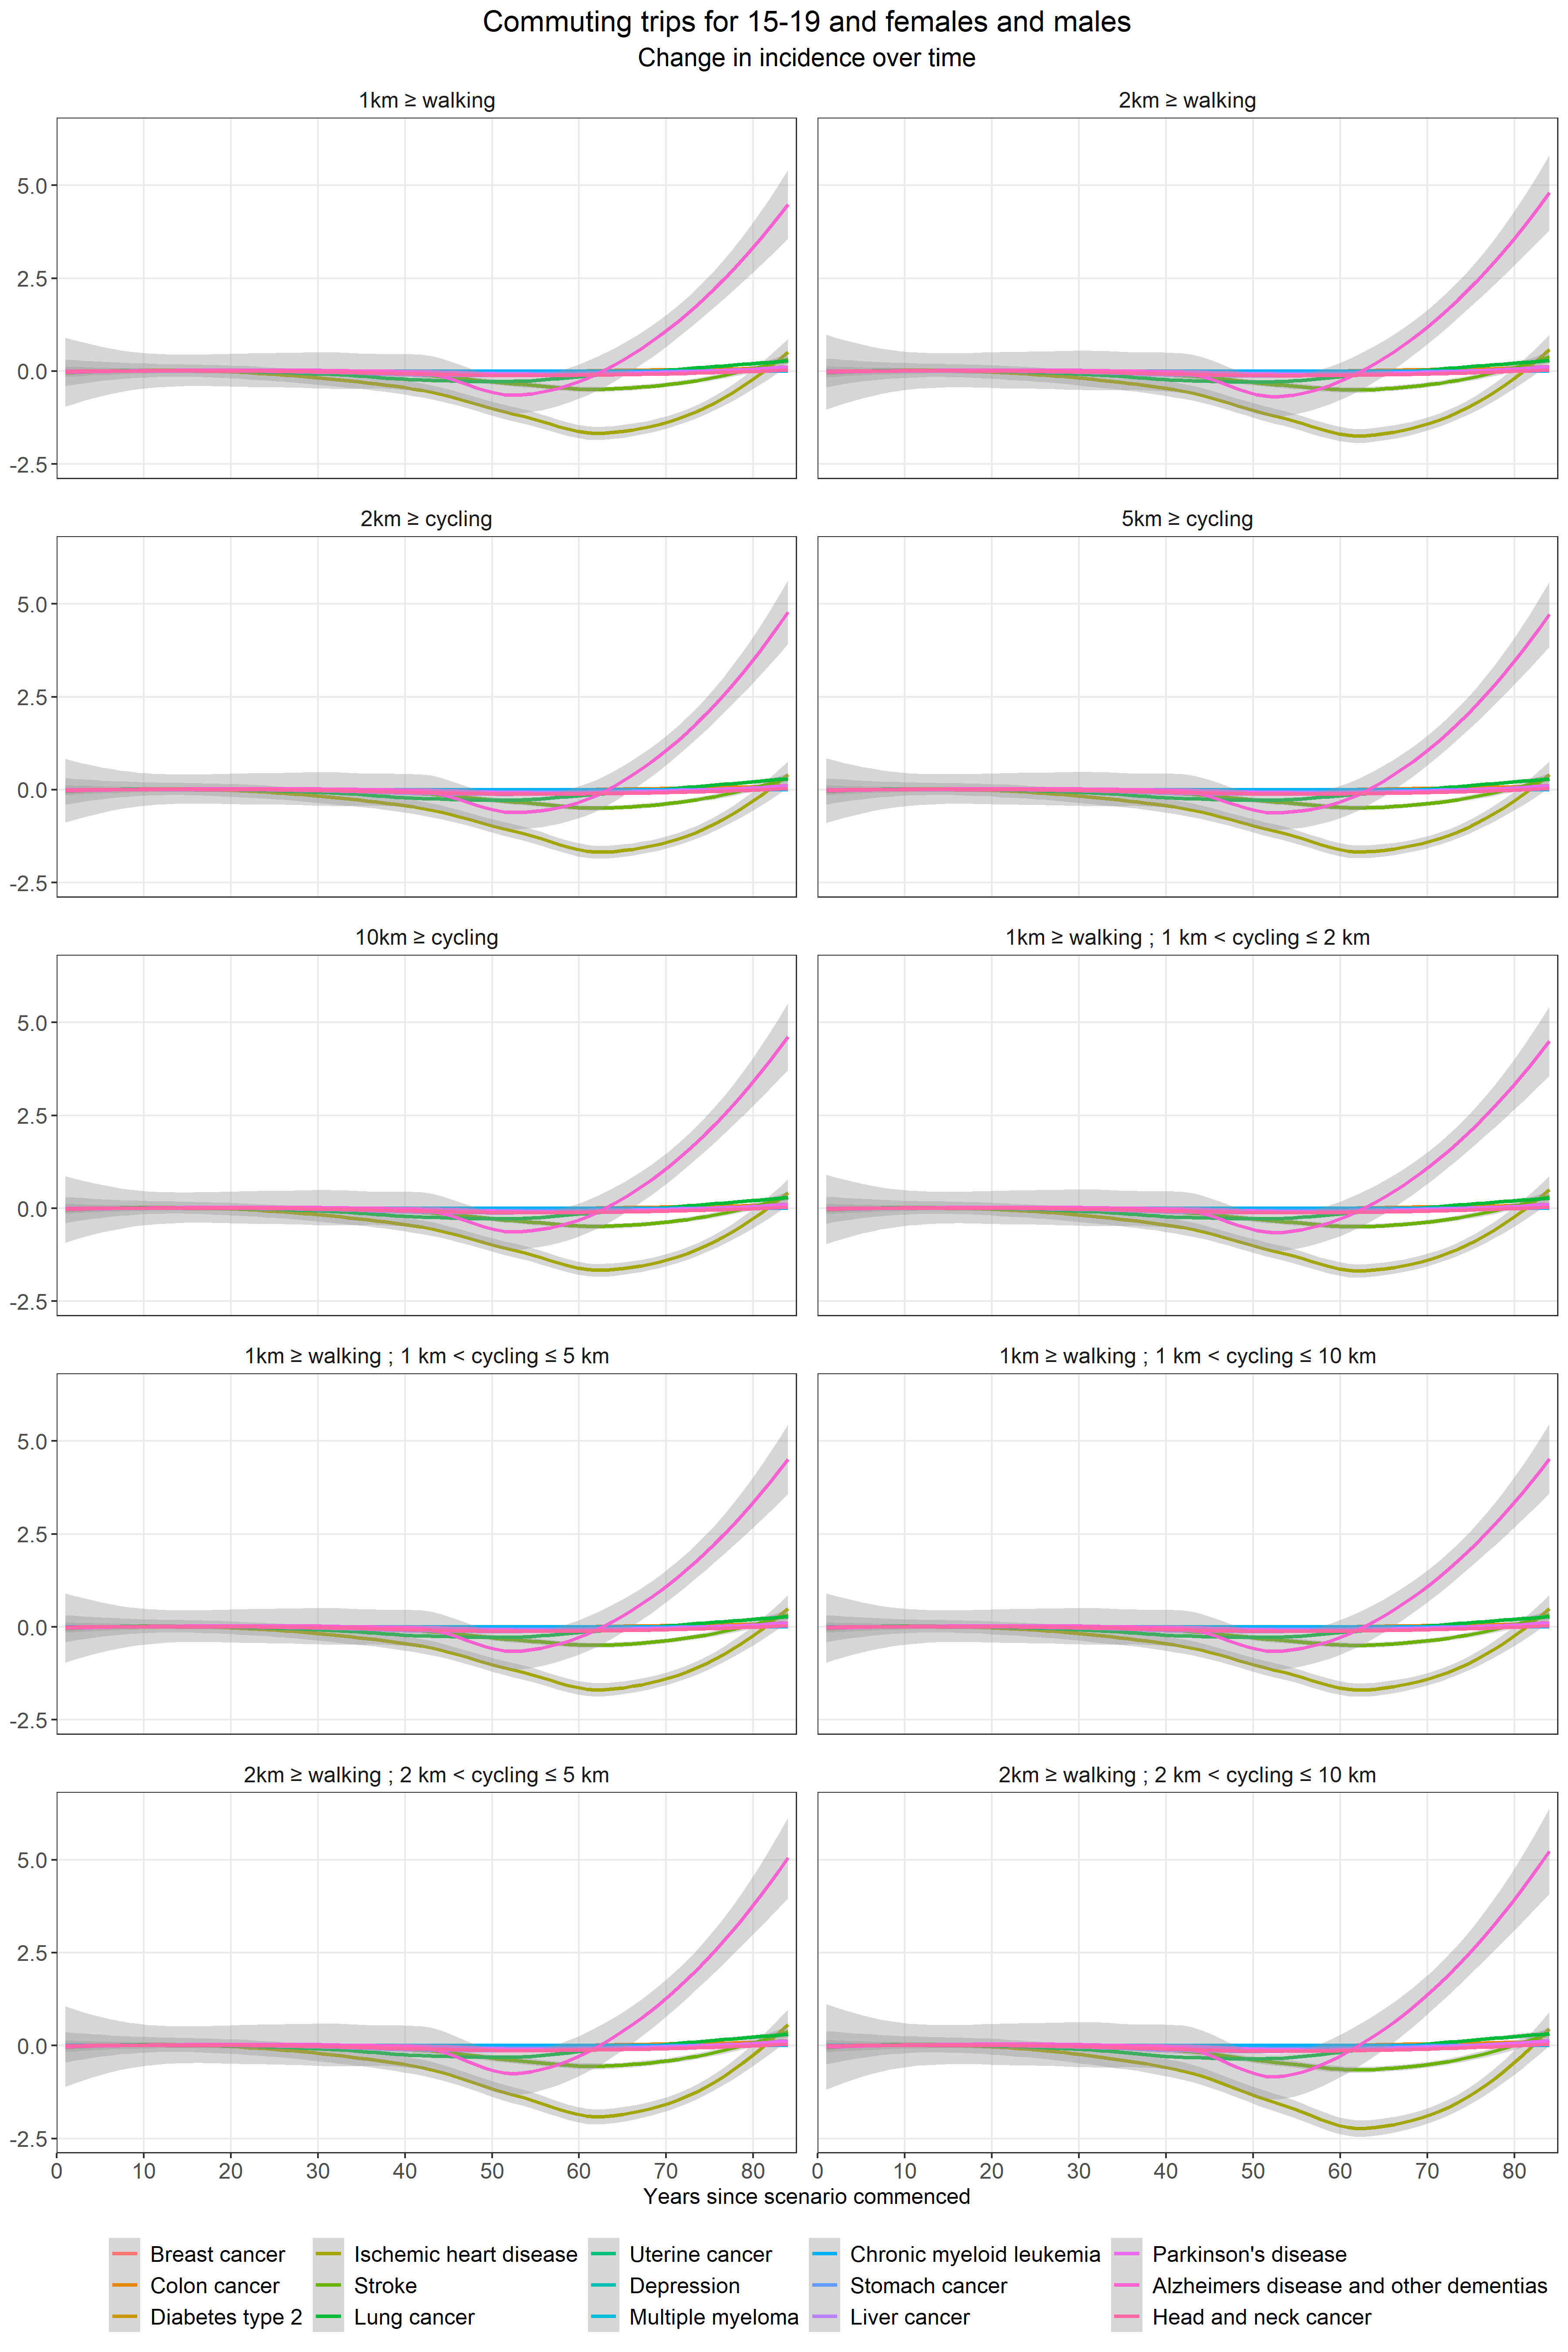 Commuting trips for 15-19 and females and males
Change in incidence over time
1km ≥ walking
2km ≥ walking
5.0
2.5
0.0
-2.5
2km ≥ cycling
5km ≥ cycling
5.0
2.5
0.0
-2.5
10km ≥ cycling
1km ≥ walking ; 1 km < cycling ≤ 2 km
5.0
2.5
0.0
-2.5
1km ≥ walking ; 1 km < cycling ≤ 5 km
1km ≥ walking ; 1 km < cycling ≤ 10 km
5.0
2.5
0.0
-2.5
2km ≥ walking ; 2 km < cycling ≤ 5 km
2km ≥ walking ; 2 km < cycling ≤ 10 km
5.0
2.5
0.0
-2.5
0 10 20 30 40 50 60 70 80
0 10 20 30 40 50 60 70 80
Years since scenario commenced
Breast cancer
Colon cancer
Diabetes type 2
Ischemic heart disease
Stroke
Lung cancer
Uterine cancer
Depression
Multiple myeloma
Chronic myeloid leukemia
Stomach cancer
Liver cancer
Parkinson's disease
Alzheimers disease and other dementias
Head and neck cancer